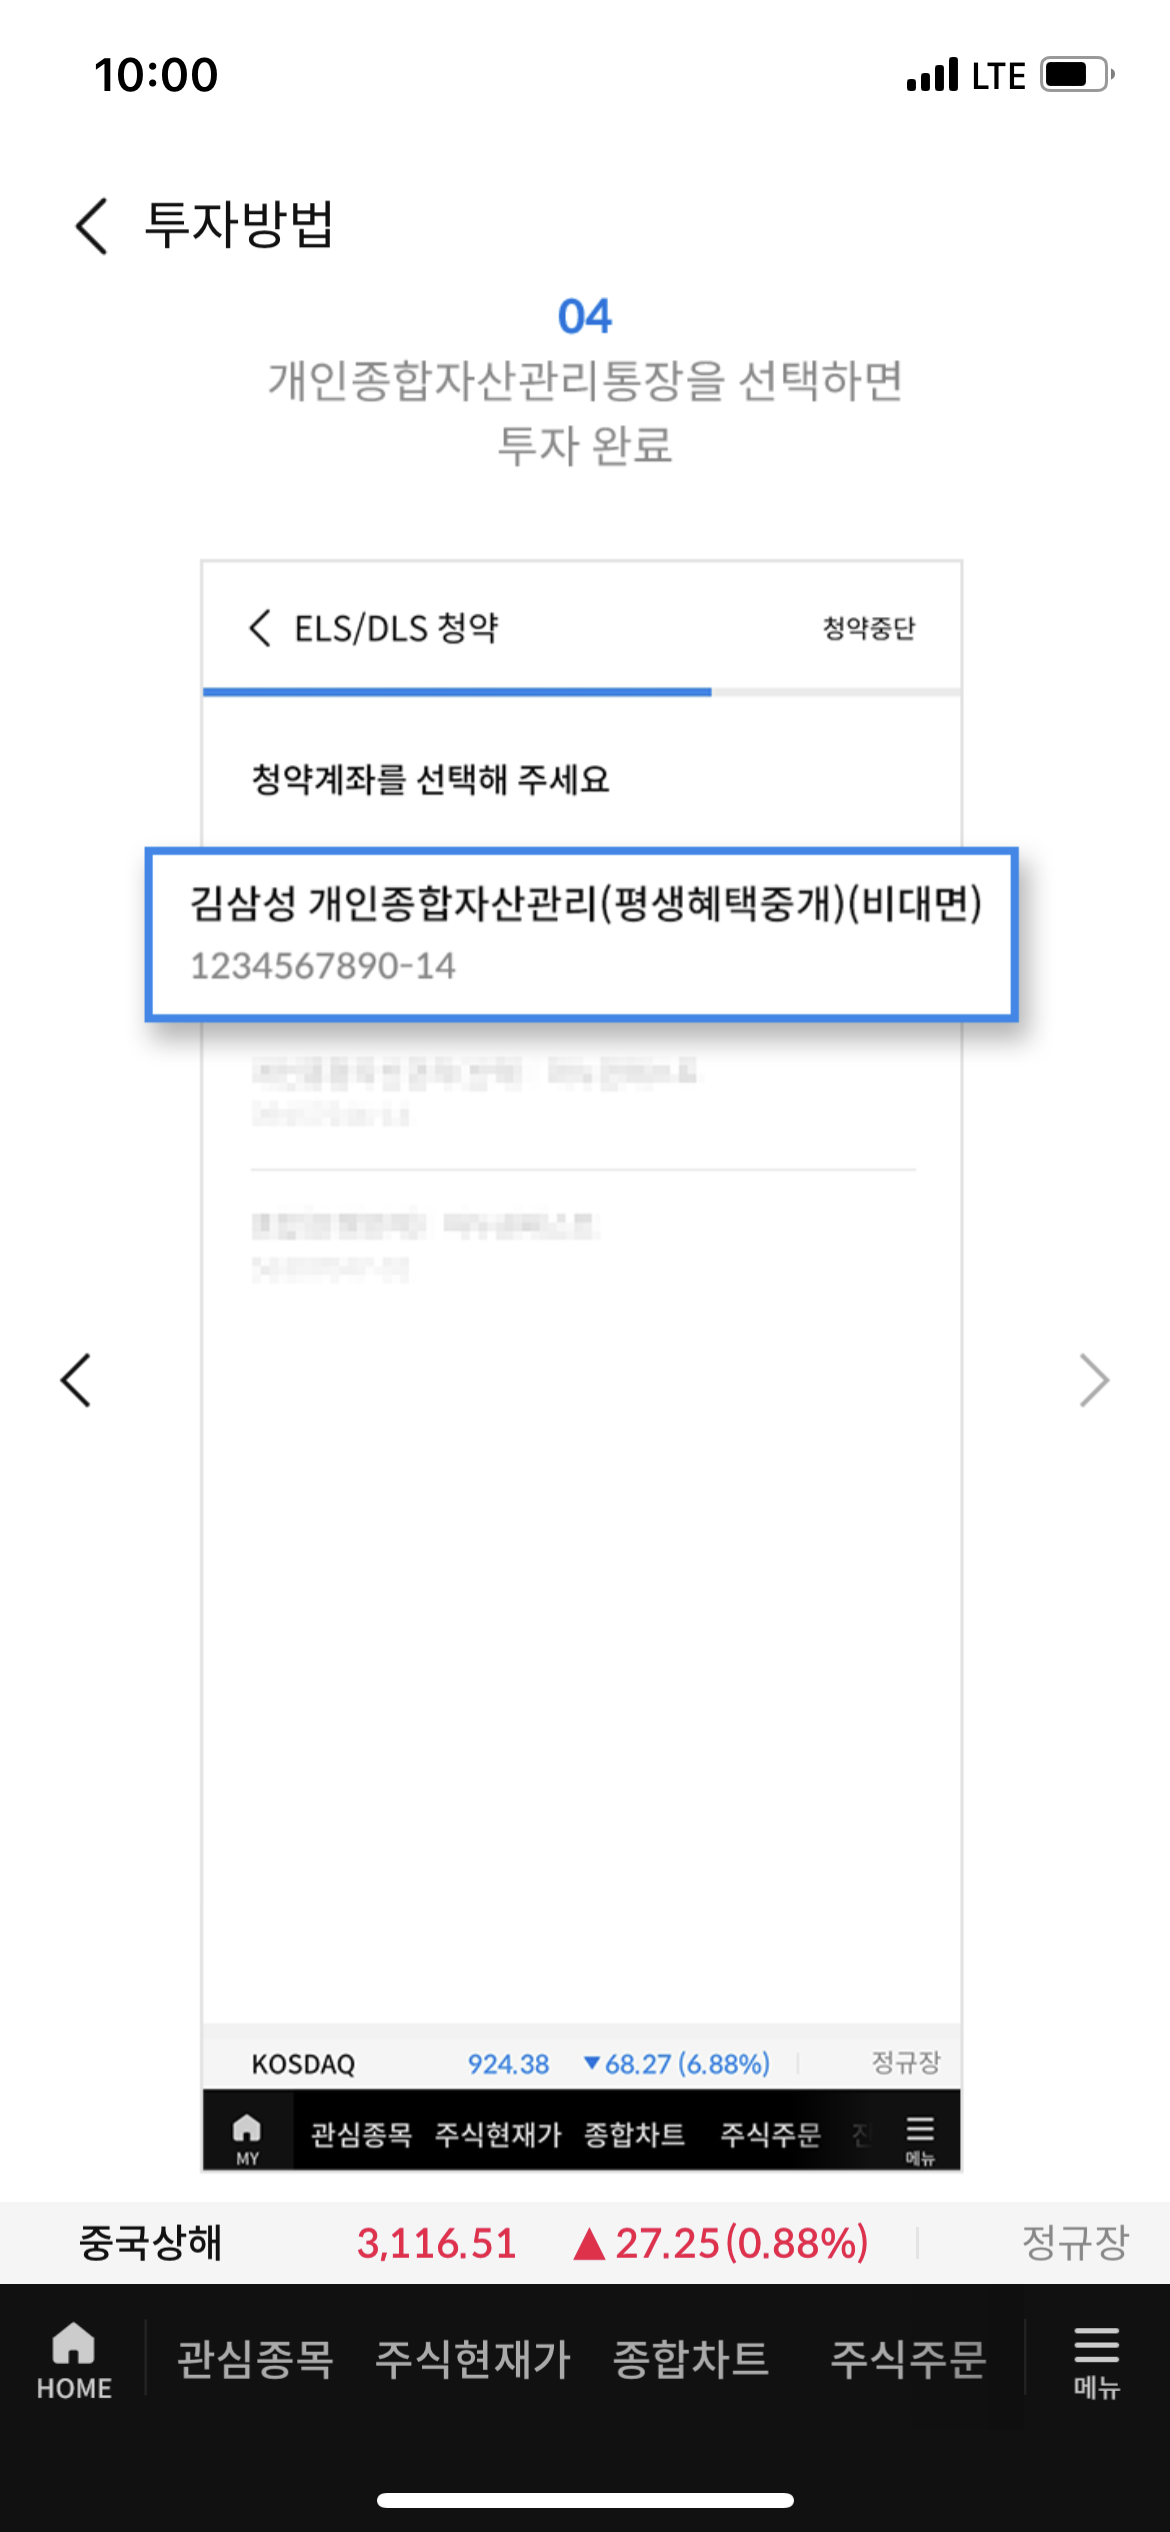 10:00 LTE
투자방법
04
개인종합자산관리통장을 선택하면
투자 완료
ELS/DLS 청약 청약중단
청약계좌를 선택해 주세요
김삼성 개인종합자산관리(평생혜택중개)(비대면)
1234567890-14
KOSDAQ 924.38 ▼68.27 (6.88%) 정규장
MY 관심종목 주식현재가 종합차트 주식주문 메뉴
중국상해 3,116.51 ▲27.25(0.88%) 정규장
HOME 관심종목 주식현재가 종합차트 주식주문 메뉴